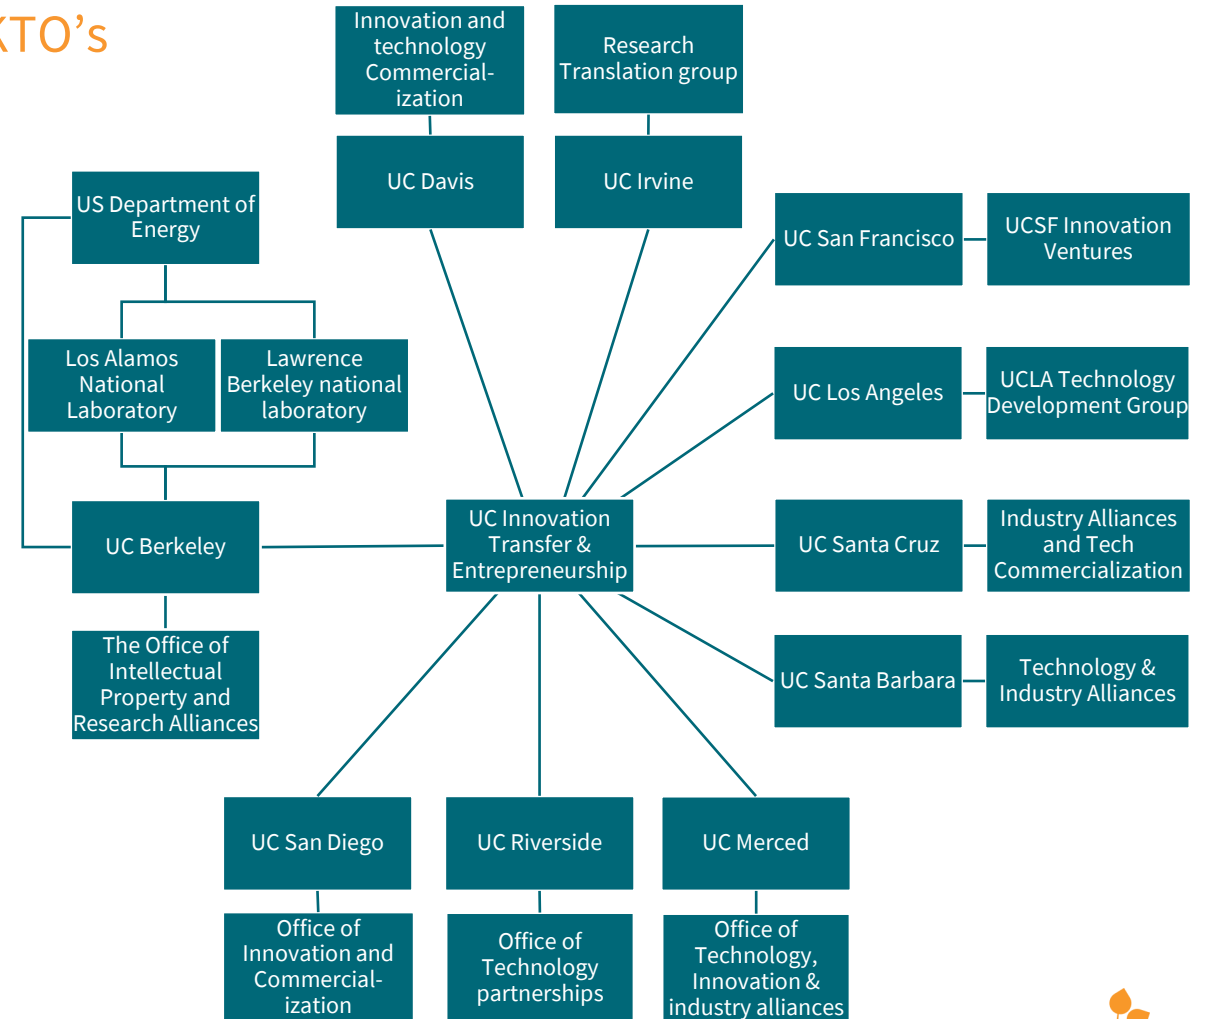 KTO's
Innovation and
technology
Commercial-
ization
Research
Translation group
UC Davis
UC Irvine
US Department of
Energy
UC San Francisco
UCSF Innovation
Ventures
Los Alamos
National
Laboratory
Lawrence
Berkeley national
laboratory
UC Los Angeles
UCLA Technology
Development Group
UC Berkeley
UC Innovation
Transfer &
Entrepreneurship
UC Santa Cruz
Industry Alliances
and Tech
Commercialization
The Office of
Intellectual
Property and
Research Alliances
UC Santa Barbara
Technology &
Industry Alliances
UC San Diego
UC Riverside
UC Merced
Office of
Innovation and
Commercial-
ization
Office of
Technology
partnerships
Office of
Technology,
Innovation &
industry alliances